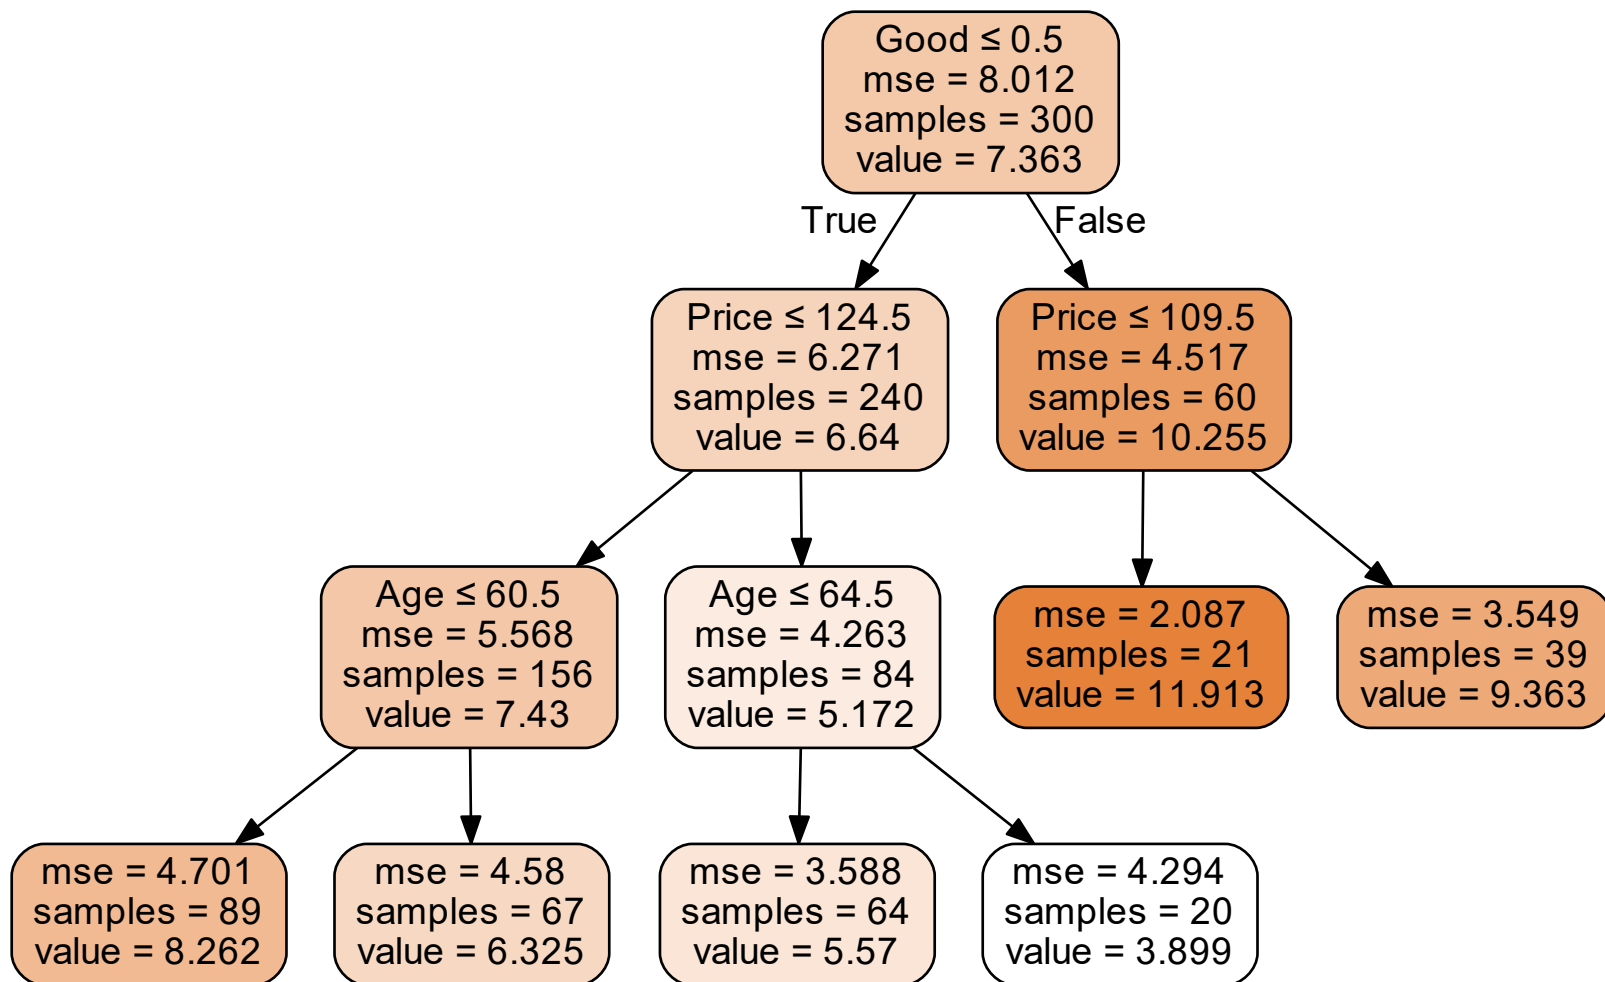 Good ≤ 0.5
mse = 8.012
samples = 300
value = 7.363
True
False
Price ≤ 124.5
mse = 6.271
samples = 240
value = 6.64
Price ≤ 109.5
mse = 4.517
samples = 60
value = 10.255
Age ≤ 60.5
mse = 5.568
samples = 156
value = 7.43
Age ≤ 64.5
mse = 4.263
samples = 84
value = 5.172
mse = 2.087
samples = 21
value = 11.913
mse = 3.549
samples = 39
value = 9.363
mse = 4.701
samples = 89
value = 8.262
mse = 4.58
samples = 67
value = 6.325
mse = 3.588
samples = 64
value = 5.57
mse = 4.294
samples = 20
value = 3.899